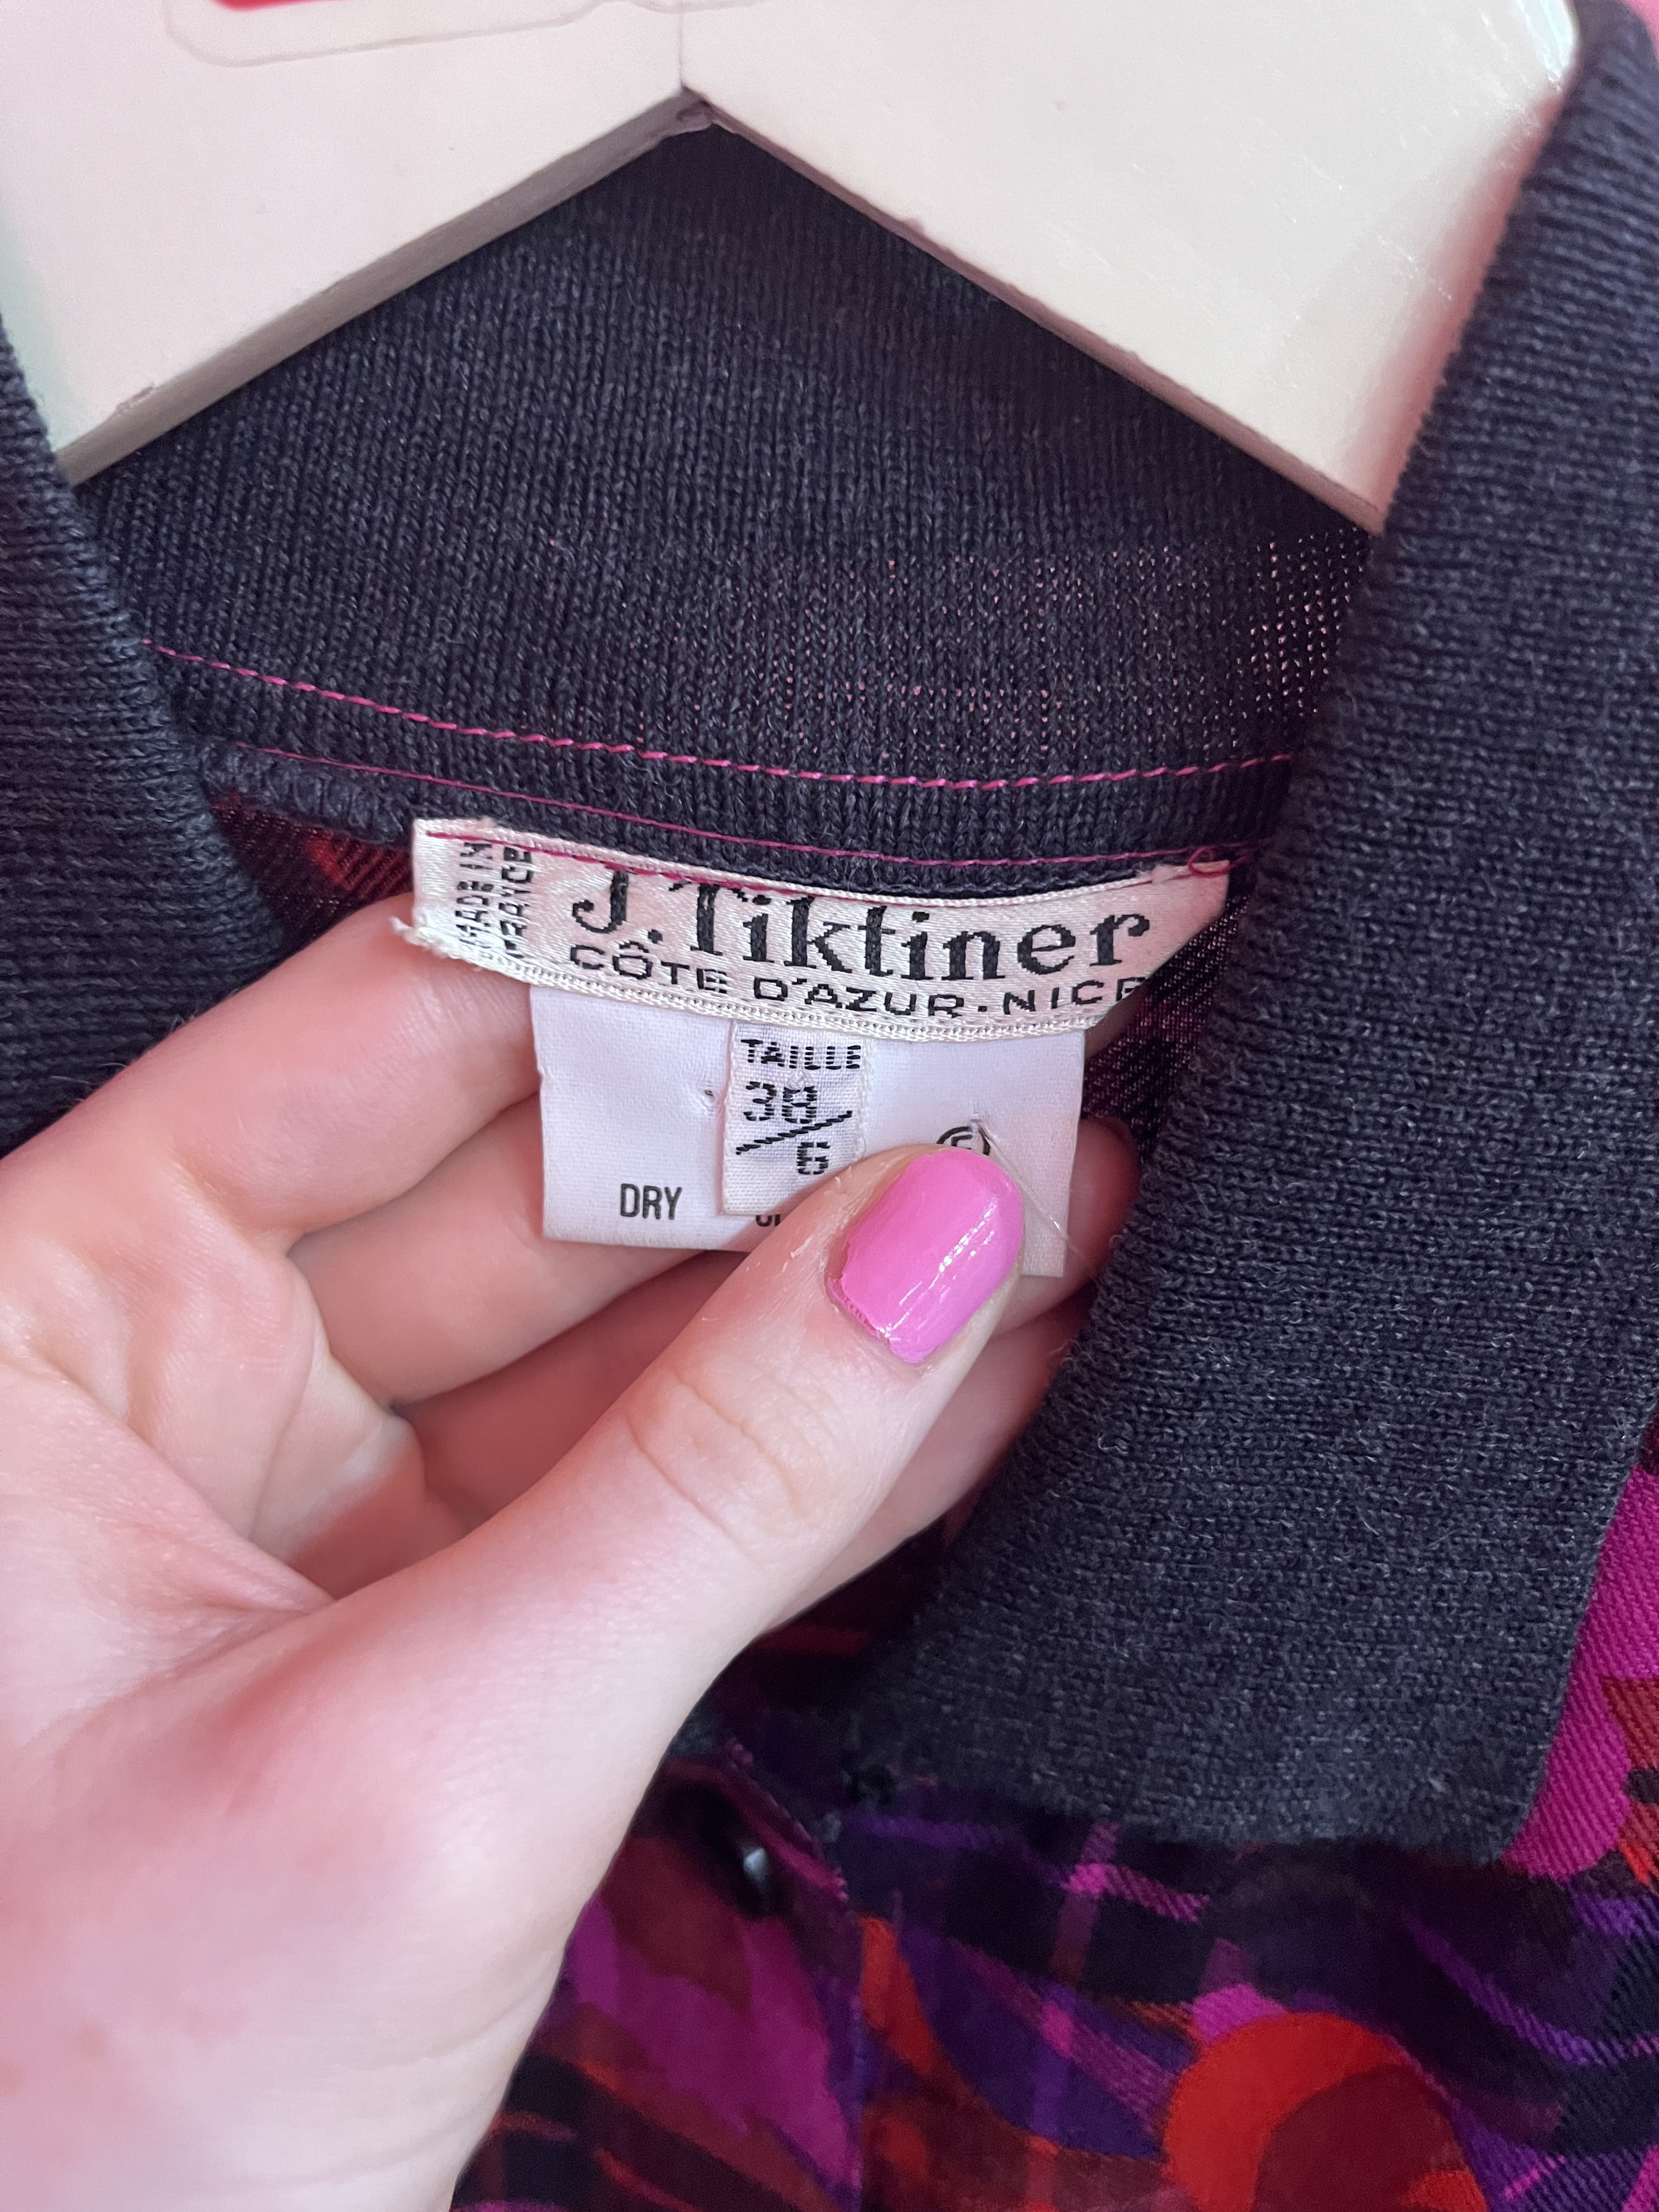 MADE IN
FRANCE
J. Tiktiner
CÔTE D'AZUR·NICE
TAILLE
38/6
DRY